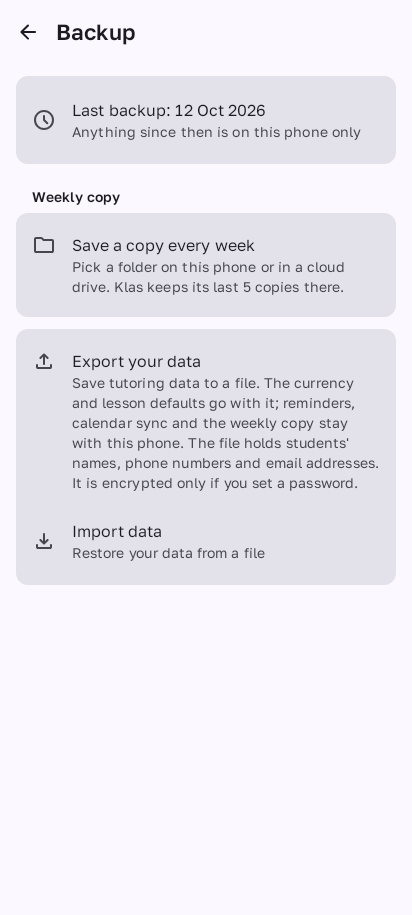 Backup
Last backup: 12 Oct 2026
Anything since then is on this phone only
Weekly copy
Save a copy every week
Pick a folder on this phone or in a cloud
drive. Klas keeps its last 5 copies there.
Export your data
Save tutoring data to a file. The currency
and lesson defaults go with it; reminders,
calendar sync and the weekly copy stay
with this phone. The file holds students'
names, phone numbers and email addresses.
It is encrypted only if you set a password.
Import data
Restore your data from a file